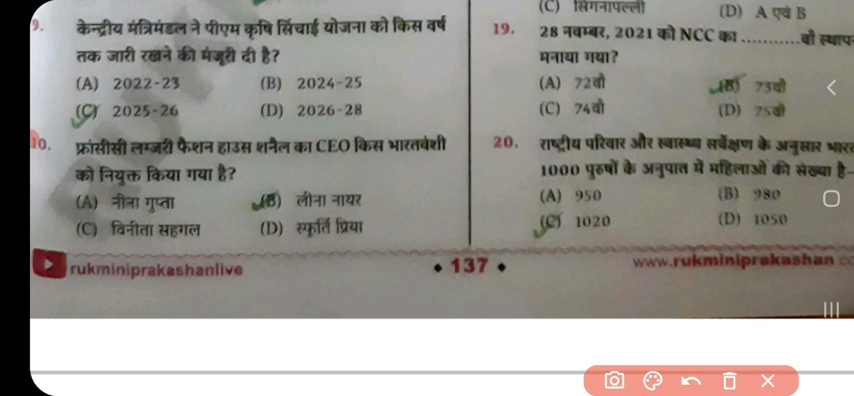 9. केन्द्रीय मंत्रिमंडल ने पीएम कृषि सिंचाई योजना को किस वर्ष
तक जारी रखने की मंजूरी दी है?
(A) 2022-23 (B) 2024-25
(C) 2025-26 (D) 2026-28
10. फ्रांसीसी लग्जरी फैशन हाउस शनैल का CEO किस भारतवंशी
को नियुक्त किया गया है?
(A) नीना गुप्ता (B) लीना नायर
(C) विनीता सहगल (D) स्फूर्ति प्रिया
(C) सिंगनापल्ली (D) A एवं B
19. 28 नवम्बर, 2021 को NCC का ............वाँ स्थाप
मनाया गया?
(A) 72वाँ (B) 73वाँ
(C) 74वाँ (D) 75वाँ
20. राष्ट्रीय परिवार और स्वास्थ्य सर्वेक्षण के अनुसार भार
1000 पुरुषों के अनुपात में महिलाओं की संख्या है-
(A) 950 (B) 980
(C) 1020 (D) 1050
rukminiprakashanlive • 137 • www.rukminiprakashan